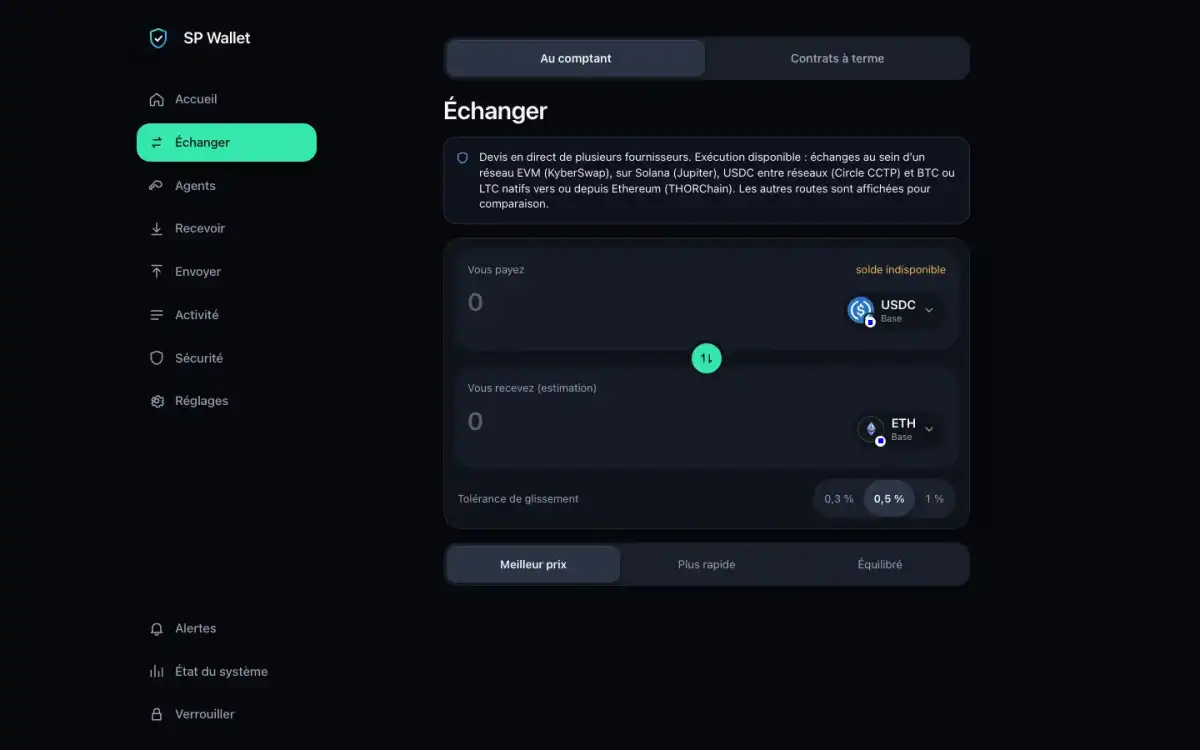 SP Wallet
Accueil
Échanger
Agents
Recevoir
Envoyer
Activité
Sécurité
Réglages
Alertes
État du système
Verrouiller
Au comptant
Contrats à terme
Échanger
Devis en direct de plusieurs fournisseurs. Exécution disponible : échanges au sein d'un
réseau EVM (KyberSwap), sur Solana (Jupiter), USDC entre réseaux (Circle CCTP) et BTC ou
LTC natifs vers ou depuis Ethereum (THORChain). Les autres routes sont affichées pour
comparaison.
Vous payez
solde indisponible
0
USDC
Base
Vous recevez (estimation)
0
ETH
Base
Tolérance de glissement
0,3 %
0,5 %
1 %
Meilleur prix
Plus rapide
Équilibré